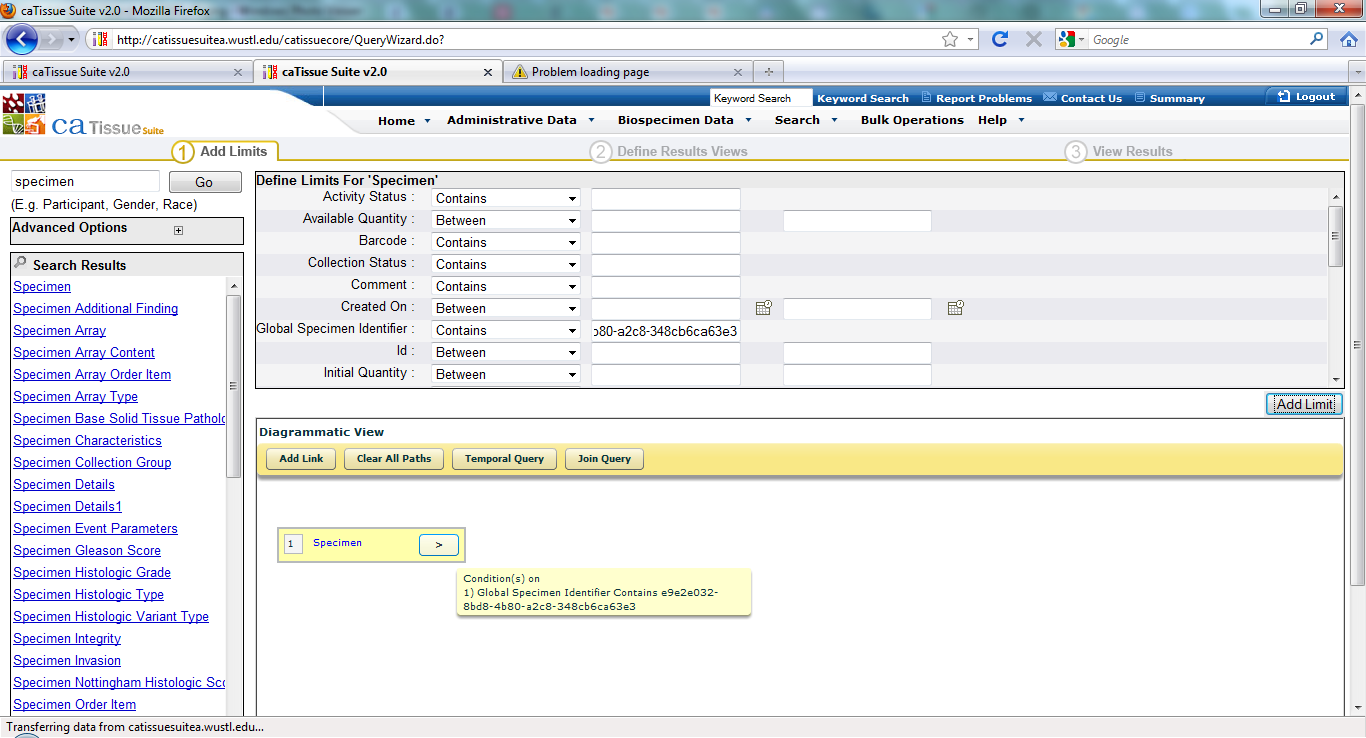 caTissue Suite v2.0 - Mozilla Firefox
http://catissuesuitea.wustl.edu/catissuecore/QueryWizard.do?
Google
caTissue Suite v2.0
caTissue Suite v2.0
Problem loading page
Keyword Search Keyword Search Report Problems Contact Us Summary Logout
ca Tissue Suite
Home Administrative Data Biospecimen Data Search Bulk Operations Help
1 Add Limits 2 Define Results Views 3 View Results
specimen Go
(E.g. Participant, Gender, Race)
Advanced Options
Search Results
Specimen
Specimen Additional Finding
Specimen Array
Specimen Array Content
Specimen Array Order Item
Specimen Array Type
Specimen Base Solid Tissue Patholo
Specimen Characteristics
Specimen Collection Group
Specimen Details
Specimen Details1
Specimen Event Parameters
Specimen Gleason Score
Specimen Histologic Grade
Specimen Histologic Type
Specimen Histologic Variant Type
Specimen Integrity
Specimen Invasion
Specimen Nottingham Histologic Sco
Specimen Order Item
Define Limits For 'Specimen'
Activity Status : Contains
Available Quantity : Between
Barcode : Contains
Collection Status : Contains
Comment : Contains
Created On : Between
Global Specimen Identifier : Contains b80-a2c8-348cb6ca63e3
Id : Between
Initial Quantity : Between
Add Limit
Diagrammatic View
Add Link Clear All Paths Temporal Query Join Query
1 Specimen >
Condition(s) on
1) Global Specimen Identifier Contains e9e2e032-
8bd8-4b80-a2c8-348cb6ca63e3
Transferring data from catissuesuitea.wustl.edu...